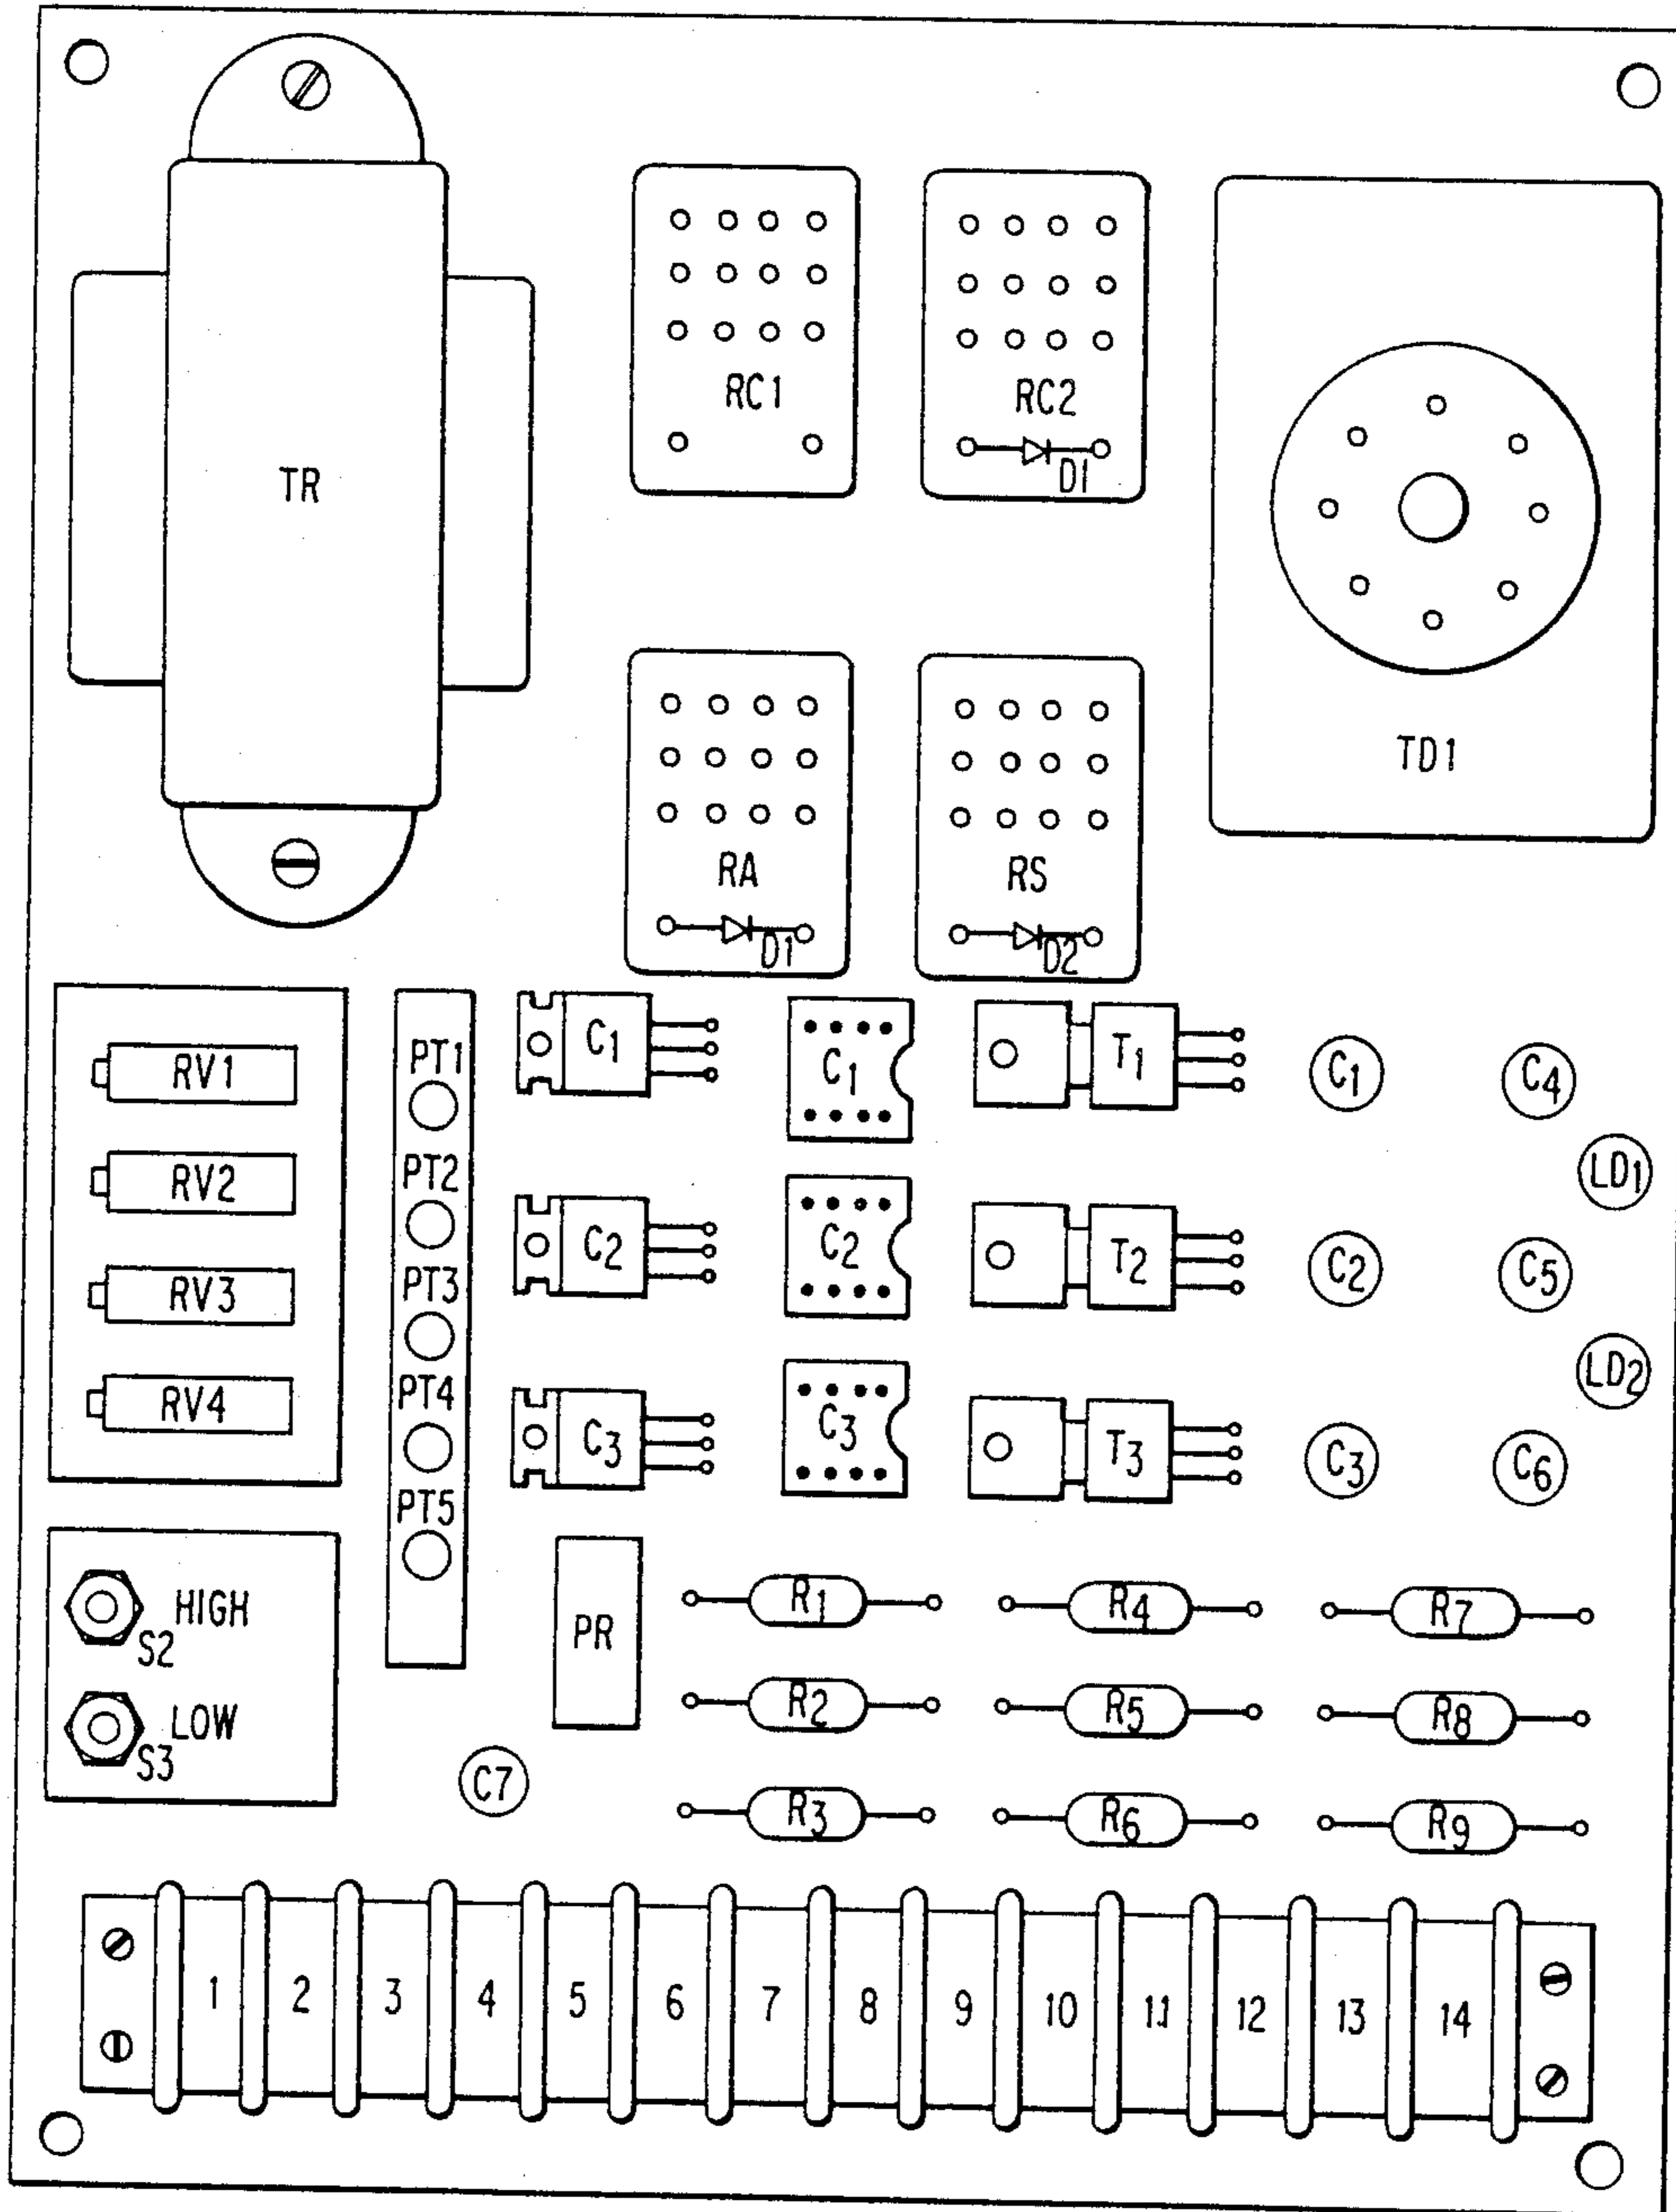 TR
RC1
RC2
D1
TD1
RA
D1
RS
D2
RV1
RV2
RV3
RV4
PT1
PT2
PT3
PT4
PT5
C1
C1
T1
C1
C4
LD1
C2
C2
T2
C2
C5
LD2
C3
C3
T3
C3
C6
HIGH
S2
LOW
S3
PR
C7
R1
R4
R7
R2
R5
R8
R3
R6
R9
1 2 3 4 5 6 7 8 9 10 11 12 13 14